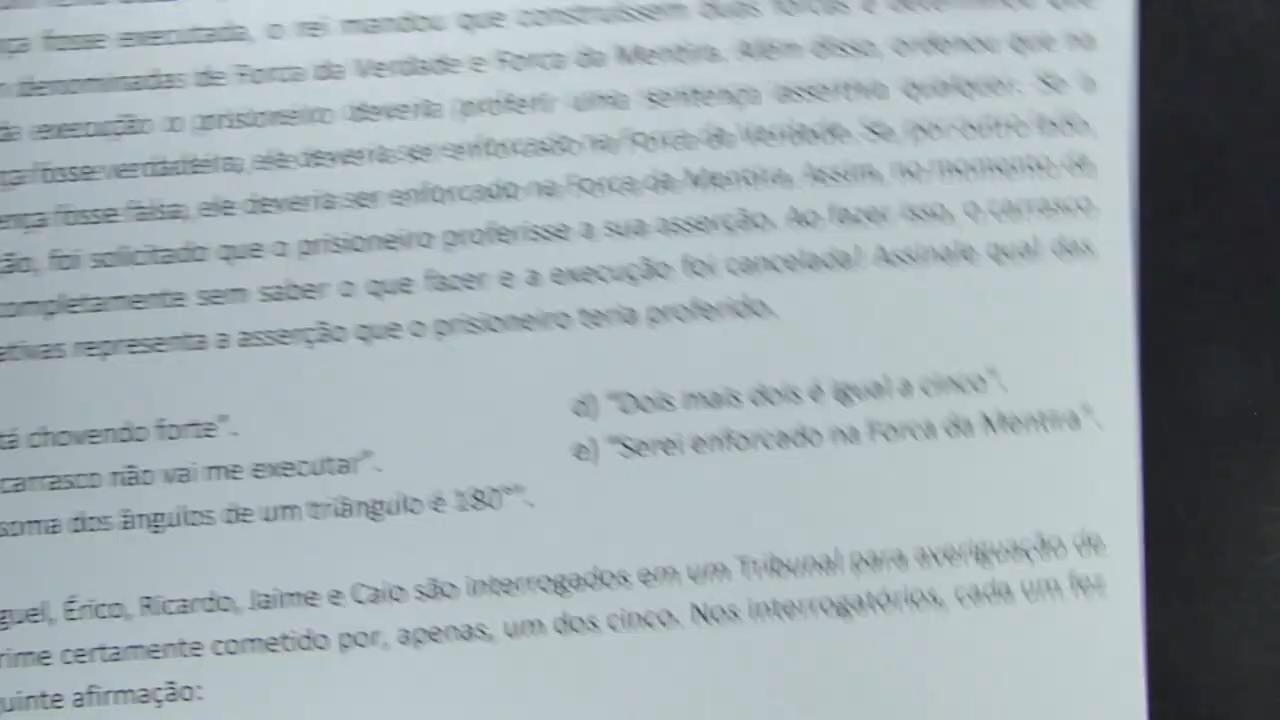 fosse executada, o rei mandou que construíssem duas forcas e determinou que
denominadas de Forca da Verdade e Forca da Mentira. Além disso, ordenou que na
da execução o prisioneiro deveria proferir uma sentença assertiva qualquer. Se a
fosse verdadeira, ele deveria ser enforcado na Forca da Verdade. Se, por outro lado,
fosse falsa, ele deveria ser enforcado na Forca da Mentira. Assim, no momento da
foi solicitado que o prisioneiro proferisse a sua asserção. Ao fazer isso, o carrasco
completamente sem saber o que fazer e a execução foi cancelada! Assinale qual das
representa a asserção que o prisioneiro teria proferido.
tá chovendo forte".
carrasco não vai me executar".
soma dos ângulos de um triângulo é 180°".
d) "Dois mais dois é igual a cinco".
e) "Serei enforcado na Forca da Mentira".
guel, Érico, Ricardo, Jaime e Caio são interrogados em um Tribunal para averiguação de
rime certamente cometido por, apenas, um dos cinco. Nos interrogatórios, cada um fez
guinte afirmação: